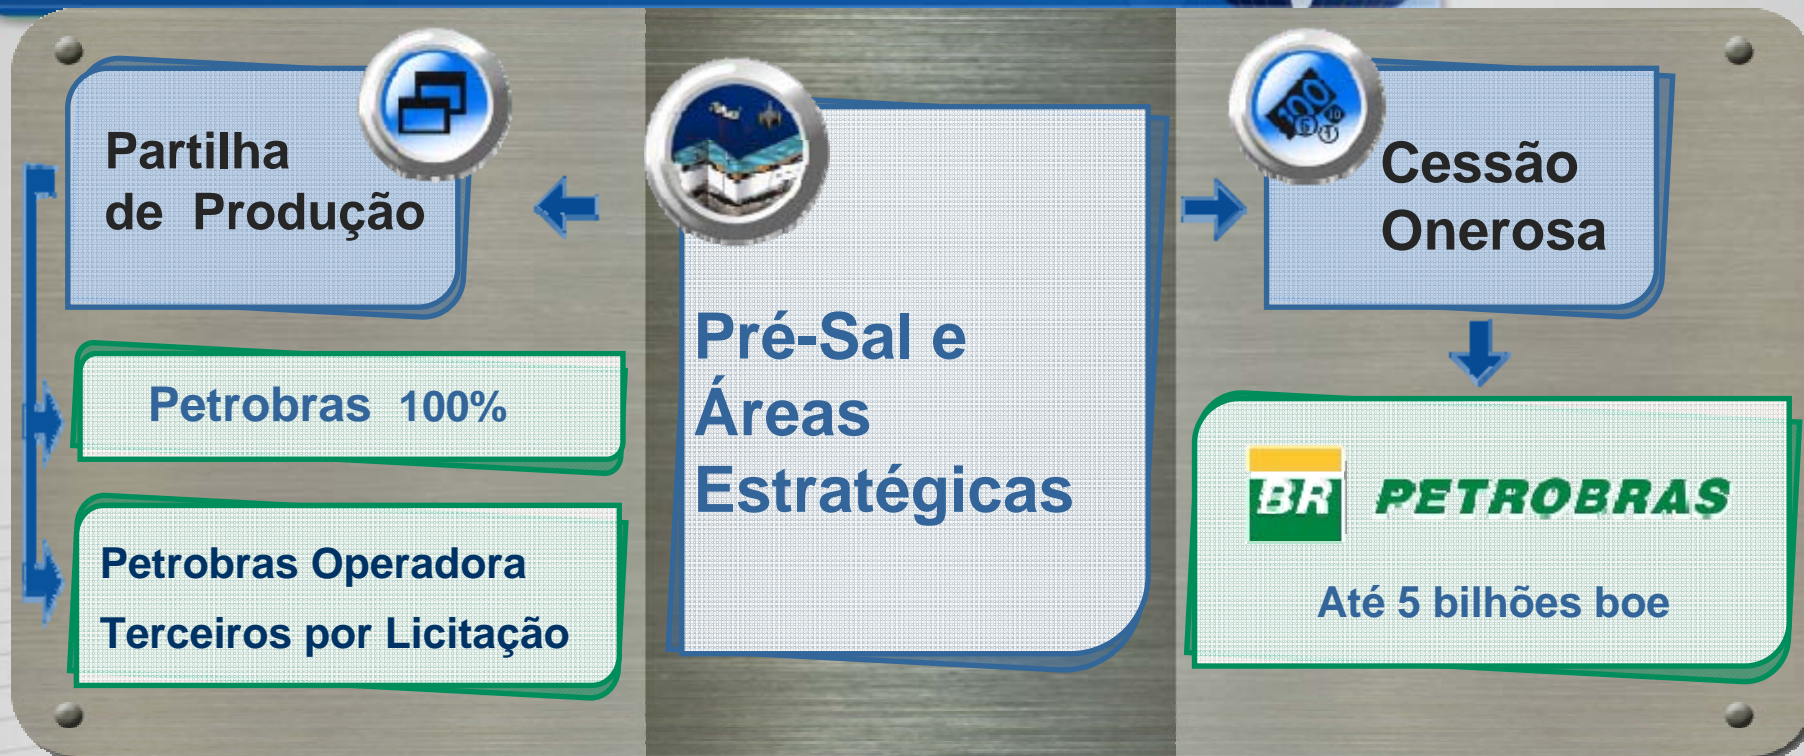 Partilha
de Produção
Petrobras 100%
Petrobras Operadora
Terceiros por Licitação
Pré-Sal e
Áreas
Estratégicas
100
Cessão
Onerosa
BR PETROBRAS
Até 5 bilhões boe